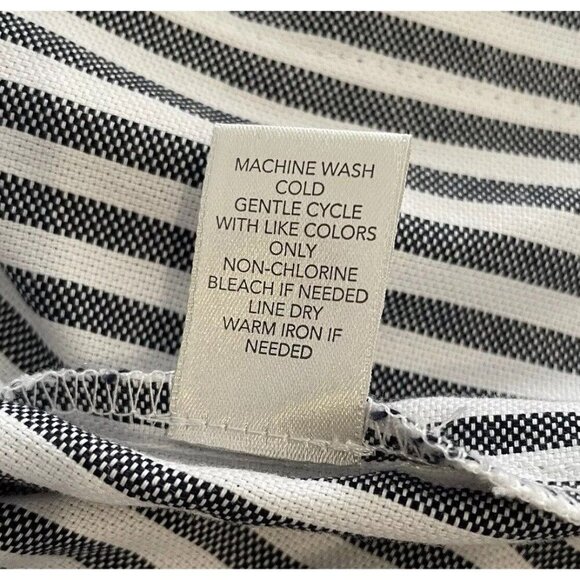 MACHINE WASH
COLD
GENTLE CYCLE
WITH LIKE COLORS
ONLY
NON-CHLORINE
BLEACH IF NEEDED
LINE DRY
WARM IRON IF
NEEDED